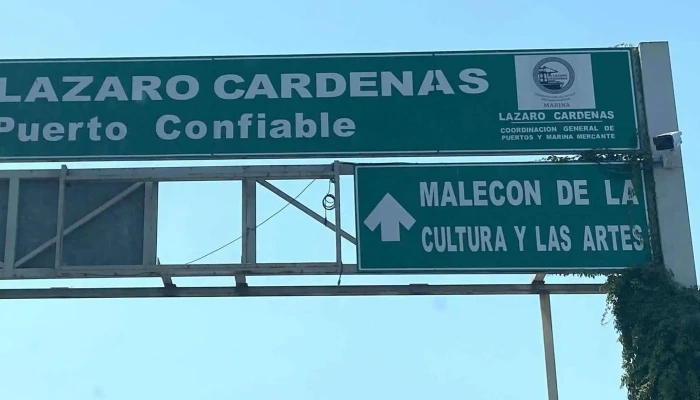 LAZARO CARDENAS
Puerto Confiable
MARINA
LAZARO CARDENAS
COORDINACION GENERAL DE
PUERTOS Y MARINA MERCANTE
MALECON DE LA
CULTURA Y LAS ARTES